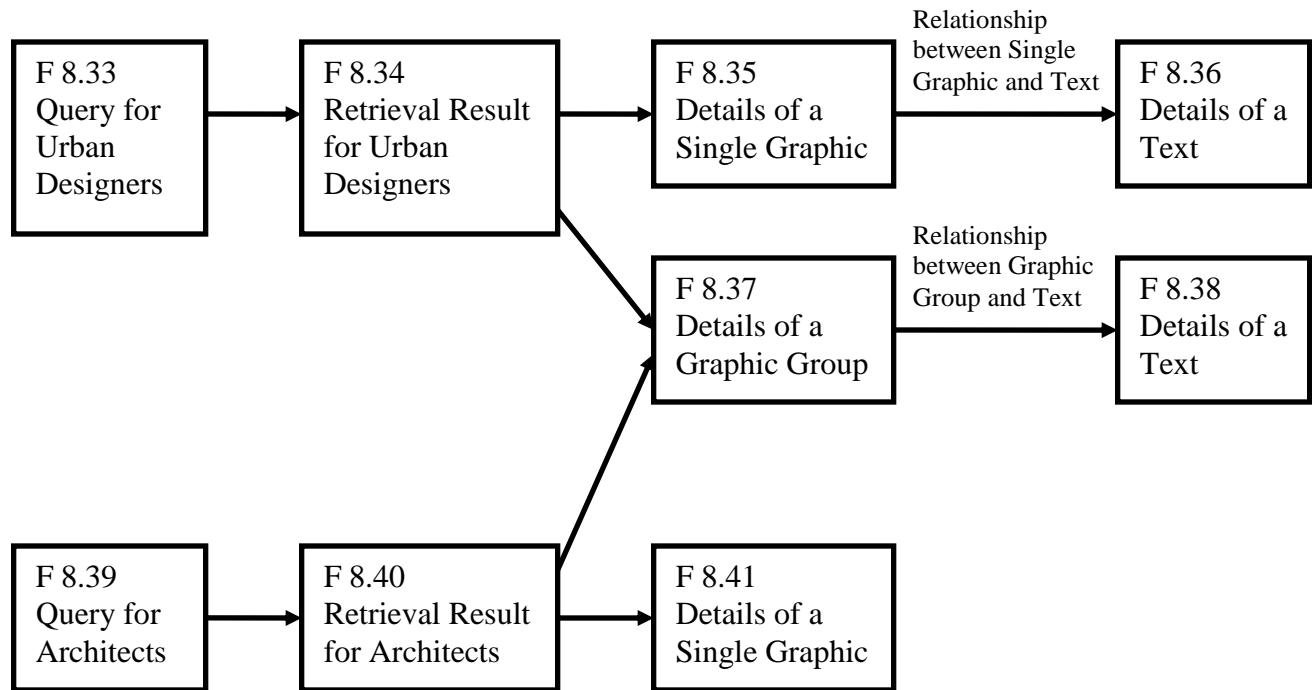 F 8.33
Query for
Urban
Designers
F 8.34
Retrieval Result
for Urban
Designers
F 8.35
Details of a
Single Graphic
Relationship
between Single
Graphic and Text
F 8.36
Details of a
Text
F 8.37
Details of a
Graphic Group
Relationship
between Graphic
Group and Text
F 8.38
Details of a
Text
F 8.39
Query for
Architects
F 8.40
Retrieval Result
for Architects
F 8.41
Details of a
Single Graphic